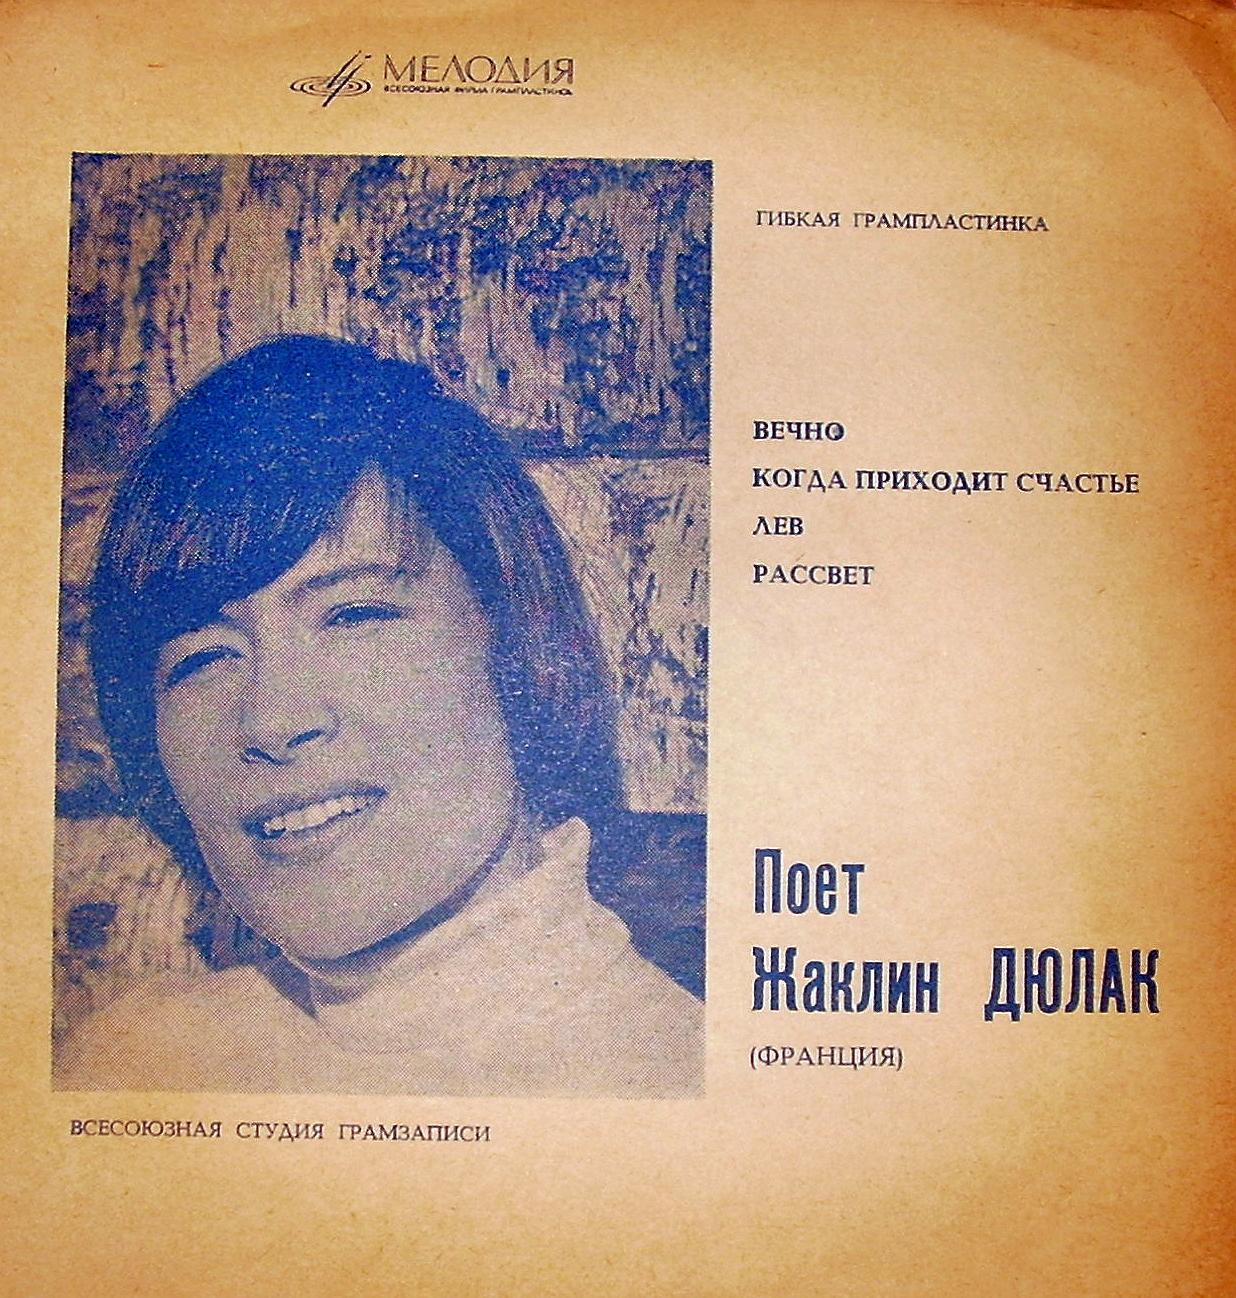 МЕЛОДИЯ
ВСЕСОЮЗНАЯ ФИРМА ГРАМПЛАСТИНОК
ГИБКАЯ ГРАМПЛАСТИНКА
ВЕЧНО
КОГДА ПРИХОДИТ СЧАСТЬЕ
ЛЕВ
РАССВЕТ
Поет
Жаклин ДЮЛАК
(ФРАНЦИЯ)
ВСЕСОЮЗНАЯ СТУДИЯ ГРАМЗАПИСИ